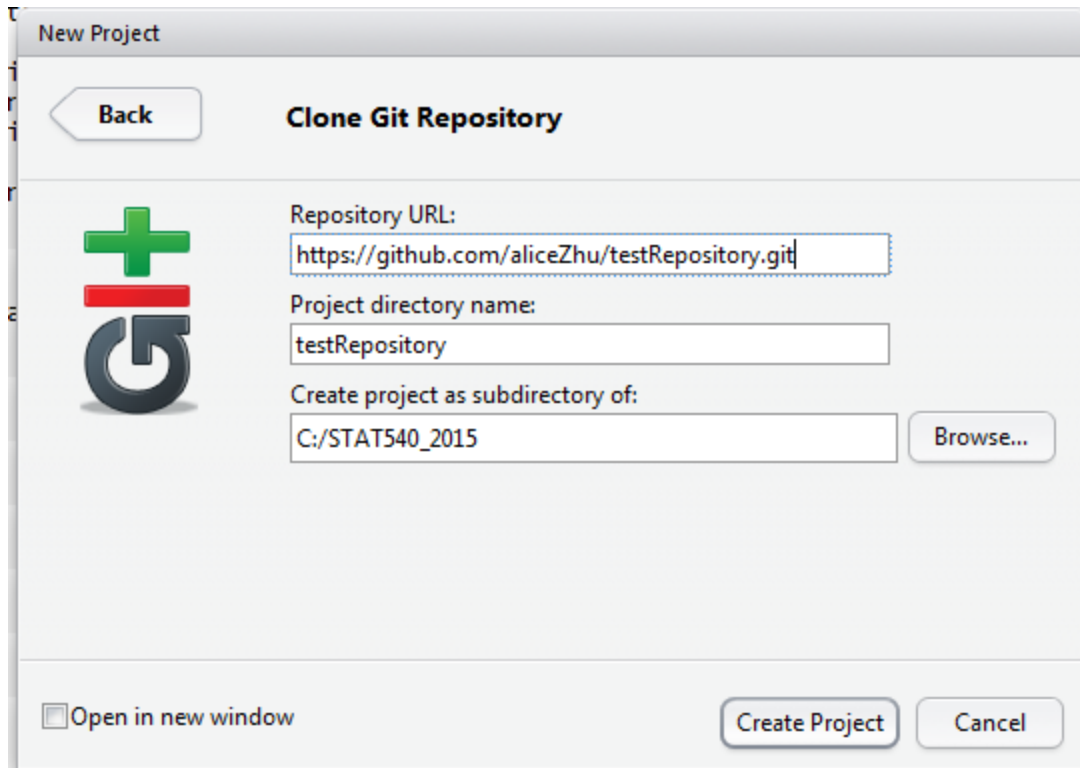 New Project
Back
Clone Git Repository
Repository URL:
https://github.com/aliceZhu/testRepository.git
Project directory name:
testRepository
Create project as subdirectory of:
C:/STAT540_2015
Browse...
Open in new window
Create Project
Cancel